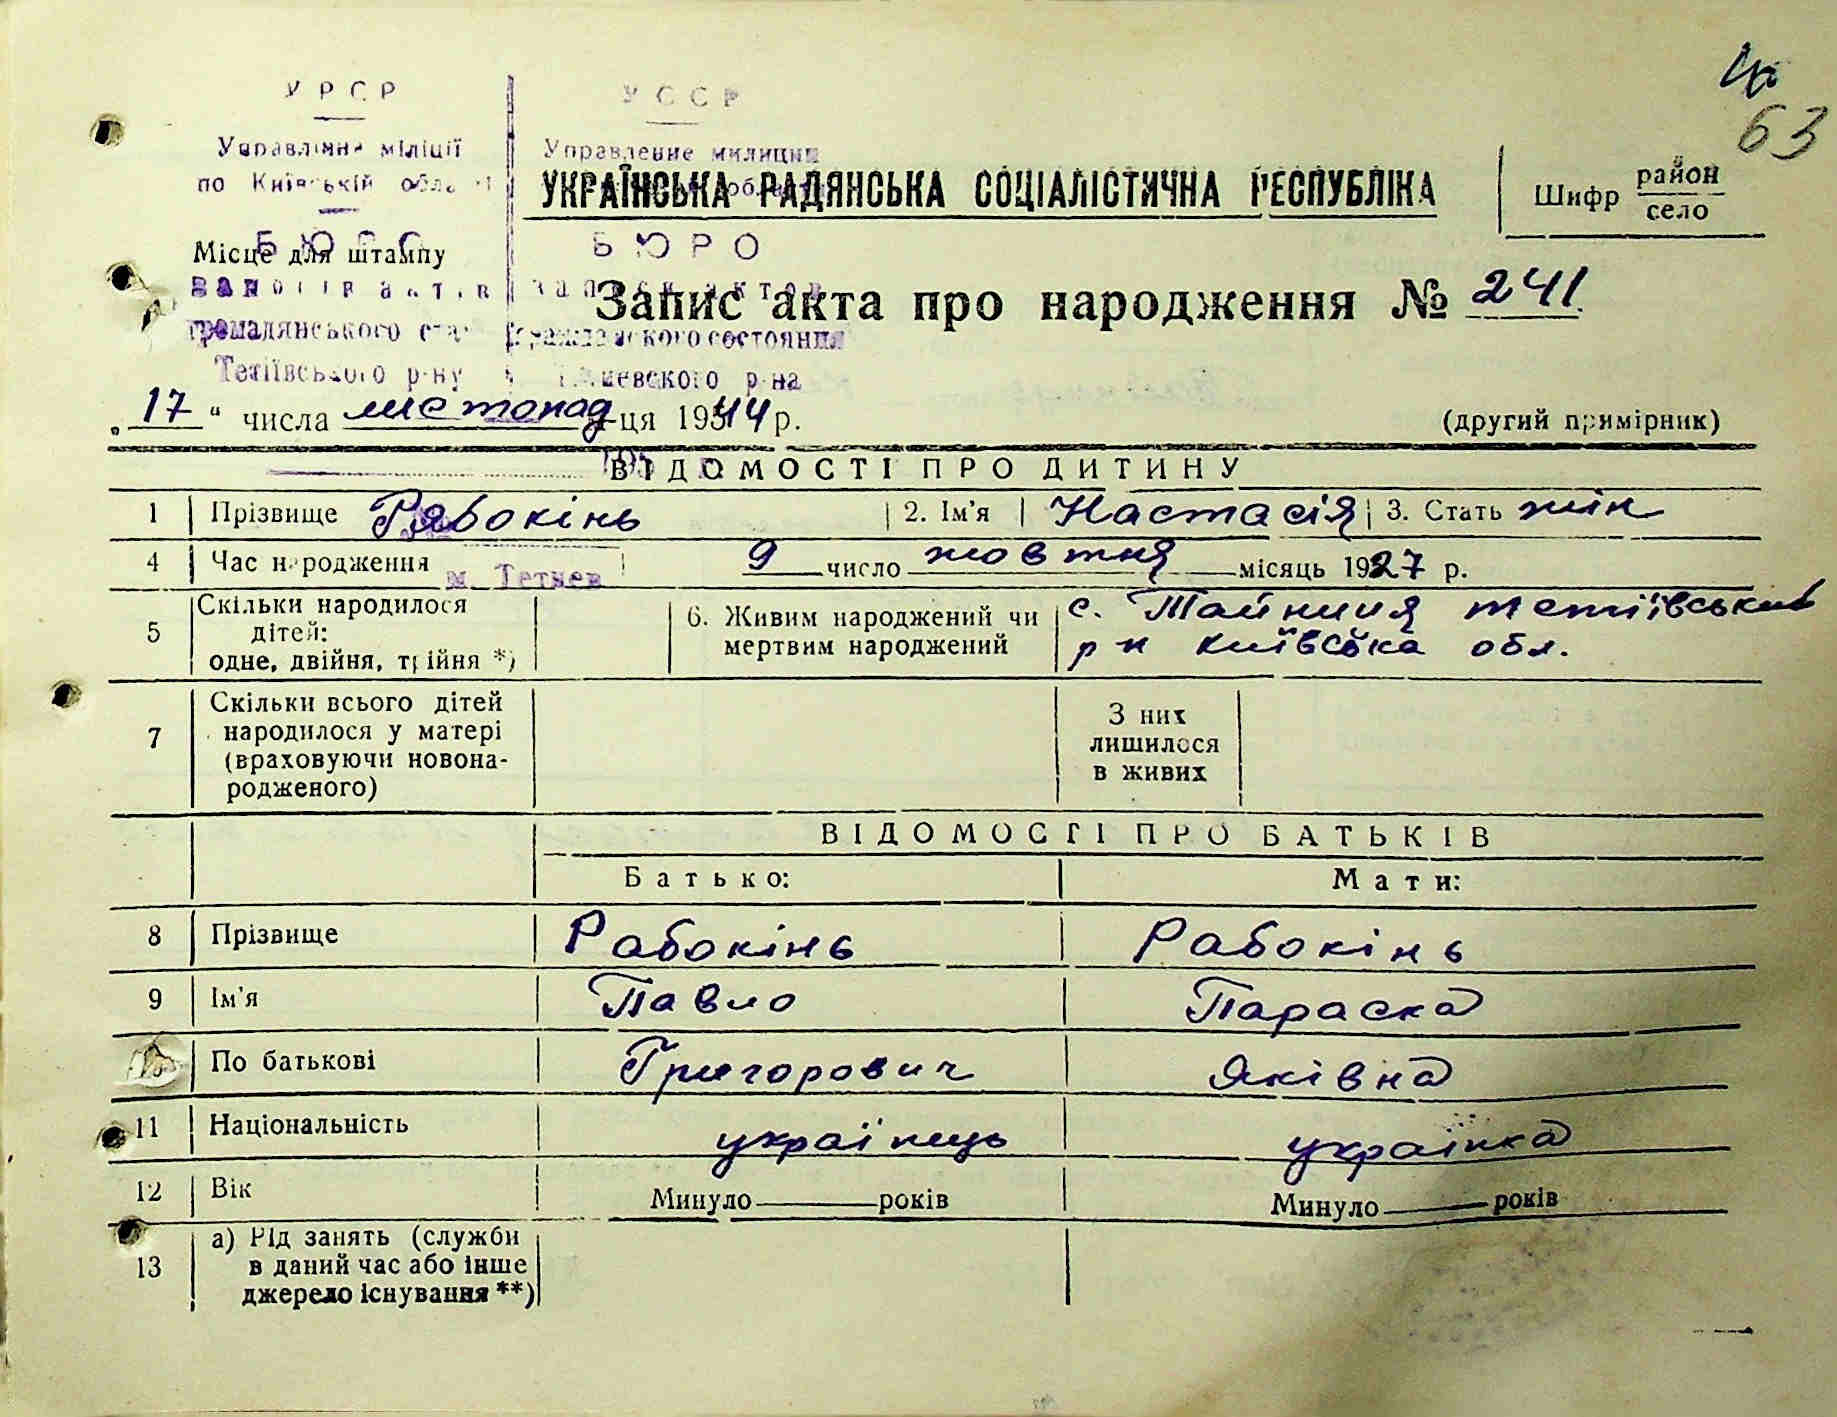 63
УРСР
УССР
Управління міліції
Управление милиции
по Київській області
УКРАЇНСЬКА РАДЯНСЬКА СОЦІАЛІСТИЧНА РЕСПУБЛІКА
Шифр район
село
БЮРО
БЮРО
Місце для штампу
записів актів
записи актов
Запис акта про народження № 241
громадянського
гражданского состояния
Тетіївського р-ну
Тетиевского р-на
„17“ числа листопад ця 1944 р.
(другий примірник)
ВІДОМОСТІ ПРО ДИТИНУ
1 Прізвище Рябокінь 2. Ім'я Настасія 3. Стать жін
4 Час народження 9 число жовтня місяць 1927 р.
м. Тетиев
5 Скільки народилося дітей: одне, двійня, трійня *)
6. Живим народжений чи мертвим народжений
с. Тайниця тетіївський
р-н київська обл.
7 Скільки всього дітей народилося у матері (враховуючи новонародженого)
З них лишилося в живих
ВІДОМОСТІ ПРО БАТЬКІВ
Батько: Мати:
8 Прізвище Рабокінь Рабокінь
9 Ім'я Павло Параска
По батькові Григорович Яківна
11 Національність українець українка
12 Вік Минуло років Минуло років
13 а) Рід занять (служби в даний час або інше джерело існування **)